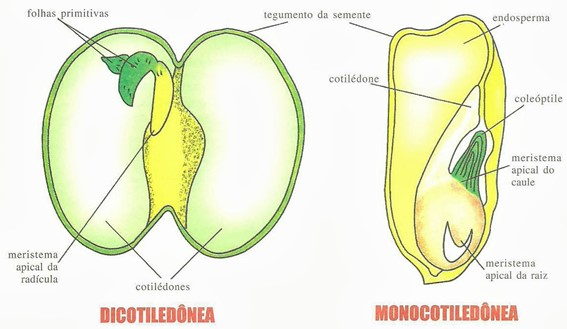 folhas primitivas
tegumento da semente
endosperma
cotilédone
coleóptile
meristema
apical do
caule
meristema
apical da
radícula
cotilédones
meristema
apical da raiz
DICOTILEDÔNEA
MONOCOTILEDÔNEA